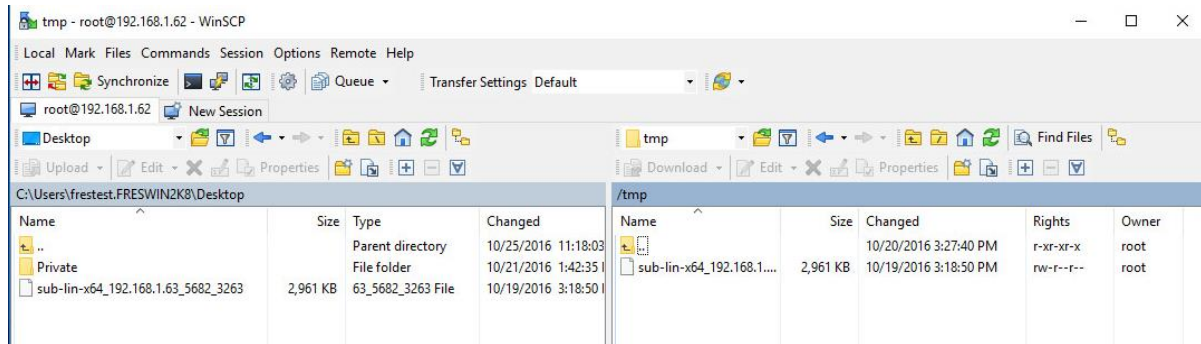 tmp - root@192.168.1.62 - WinSCP
Local Mark Files Commands Session Options Remote Help
Synchronize Queue Transfer Settings Default
root@192.168.1.62 New Session
Desktop tmp Find Files
Upload Edit Properties Download Edit Properties
C:\Users\frestest.FRESWIN2K8\Desktop /tmp
Name Size Type Changed Name Size Changed Rights Owner
.. Parent directory 10/25/2016 11:18:03 .. 10/20/2016 3:27:40 PM r-xr-xr-x root
Private File folder 10/21/2016 1:42:35 sub-lin-x64_192.168.1.... 2,961 KB 10/19/2016 3:18:50 PM rw-r--r-- root
sub-lin-x64_192.168.1.63_5682_3263 2,961 KB 63_5682_3263 File 10/19/2016 3:18:50